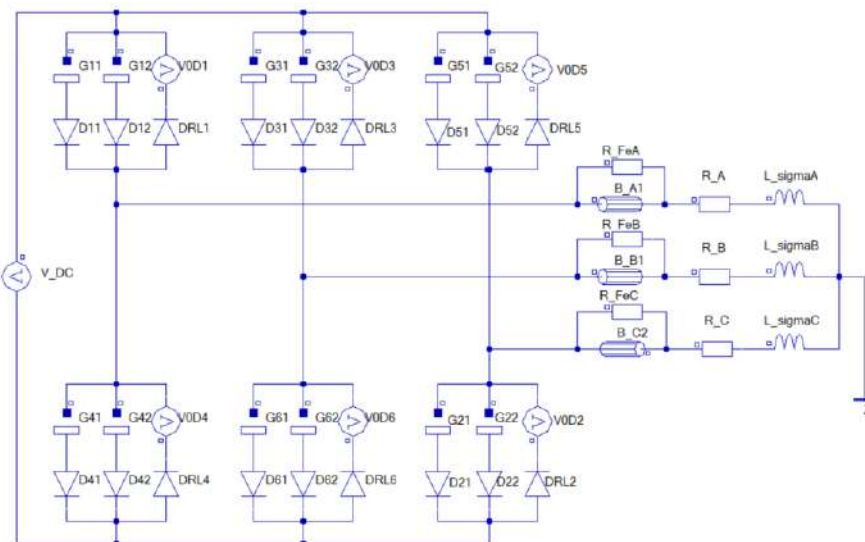 G11 G12 V0D1 G31 G32 V0D3 G51 G52 V0D5
D11 D12 DRL1 D31 D32 DRL3 D51 D52 DRL5
R_FeA
B_A1 R_A L_sigmaA
R_FeB
B_B1 R_B L_sigmaB
V_DC
R_FeC
B_C2 R_C L_sigmaC
G41 G42 V0D4 G61 G62 V0D6 G21 G22 V0D2
D41 D42 DRL4 D61 D62 DRL6 D21 D22 DRL2